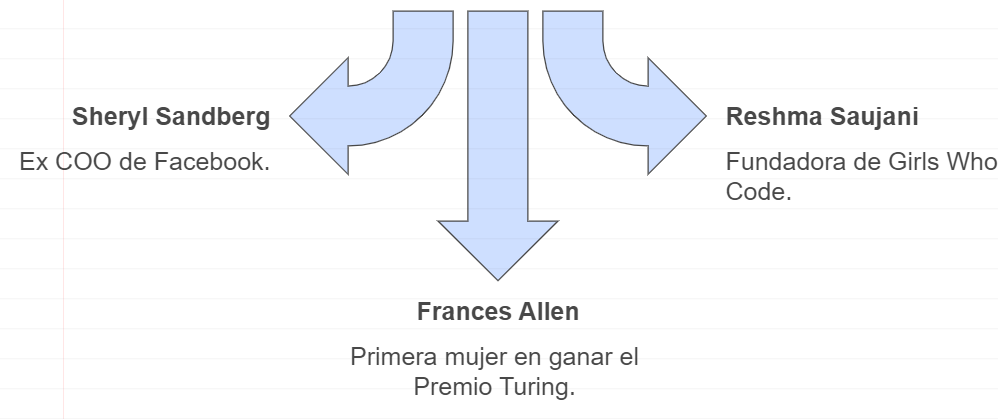 Sheryl Sandberg
Ex COO de Facebook.
Reshma Saujani
Fundadora de Girls Who
Code.
Frances Allen
Primera mujer en ganar el
Premio Turing.